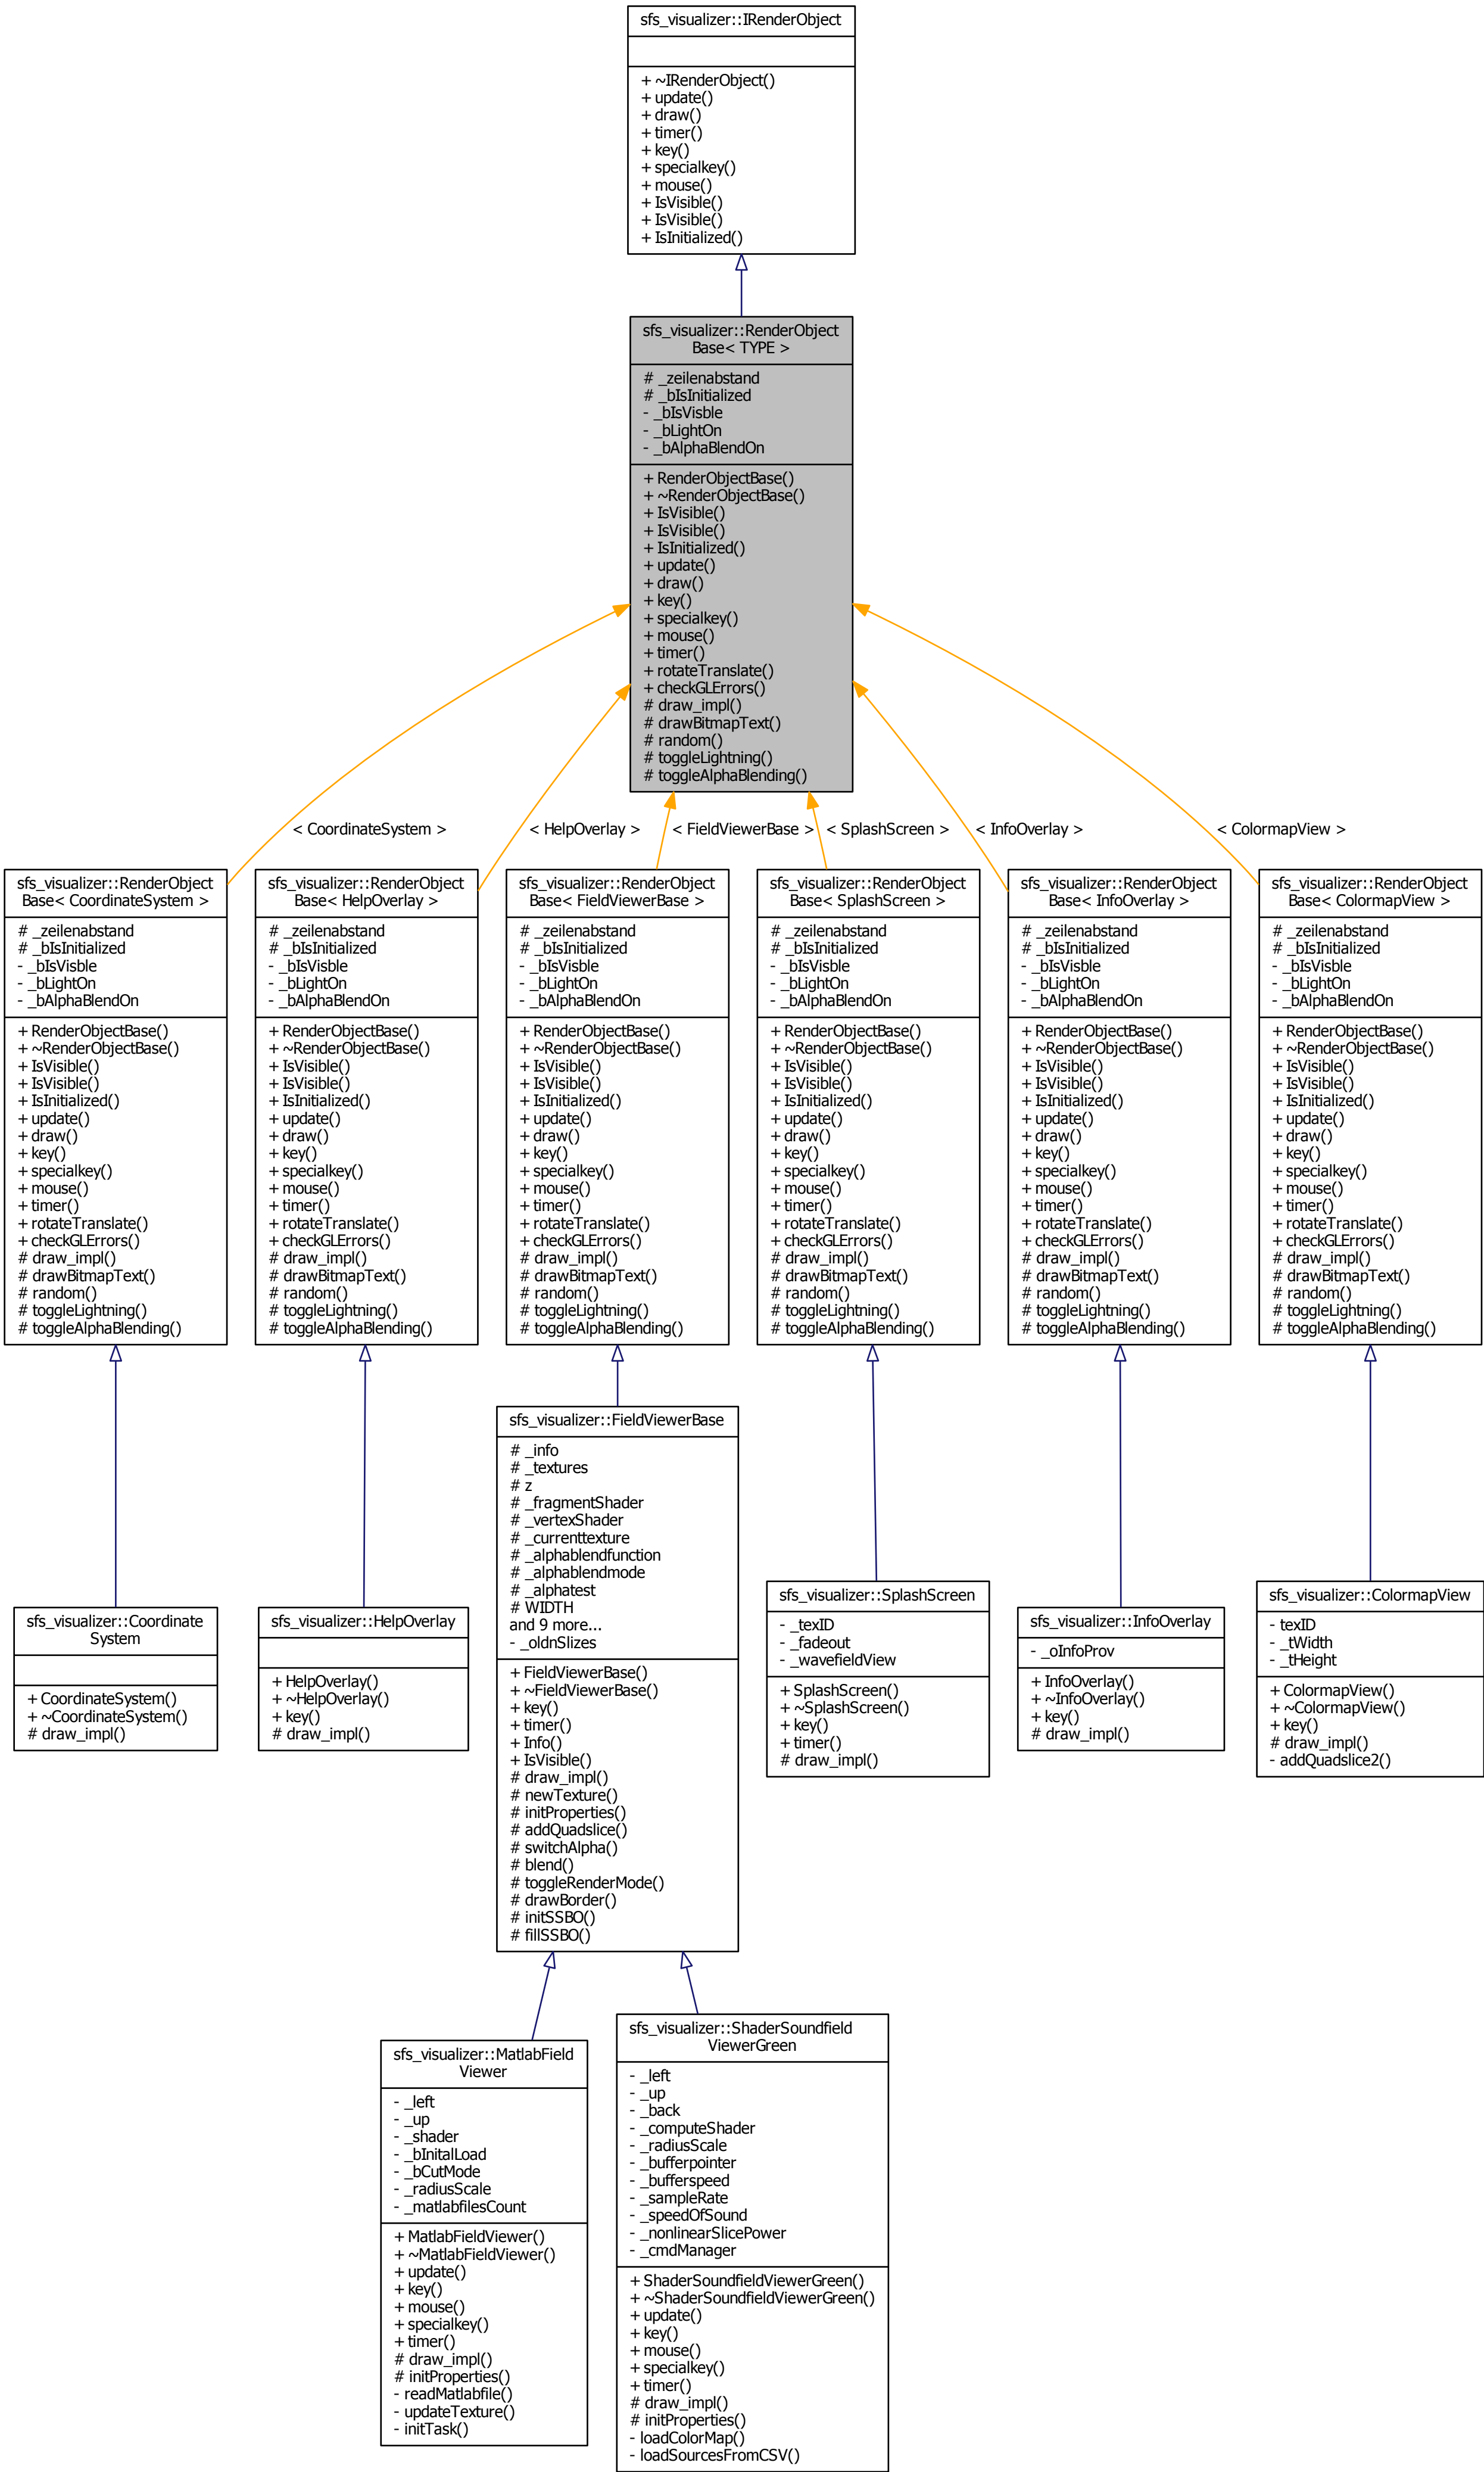 sfs_visualizer::IRenderObject
+ ~IRenderObject()
+ update()
+ draw()
+ timer()
+ key()
+ specialkey()
+ mouse()
+ IsVisible()
+ IsVisible()
+ IsInitialized()
sfs_visualizer::RenderObject
Base< TYPE >
# _zeilenabstand
# _bIsInitialized
- _bIsVisble
- _bLightOn
- _bAlphaBlendOn
+ RenderObjectBase()
+ ~RenderObjectBase()
+ IsVisible()
+ IsVisible()
+ IsInitialized()
+ update()
+ draw()
+ key()
+ specialkey()
+ mouse()
+ timer()
+ rotateTranslate()
+ checkGLErrors()
# draw_impl()
# drawBitmapText()
# random()
# toggleLightning()
# toggleAlphaBlending()
< CoordinateSystem >
< HelpOverlay >
< FieldViewerBase >
< SplashScreen >
< InfoOverlay >
< ColormapView >
sfs_visualizer::RenderObject
Base< CoordinateSystem >
# _zeilenabstand
# _bIsInitialized
- _bIsVisble
- _bLightOn
- _bAlphaBlendOn
+ RenderObjectBase()
+ ~RenderObjectBase()
+ IsVisible()
+ IsVisible()
+ IsInitialized()
+ update()
+ draw()
+ key()
+ specialkey()
+ mouse()
+ timer()
+ rotateTranslate()
+ checkGLErrors()
# draw_impl()
# drawBitmapText()
# random()
# toggleLightning()
# toggleAlphaBlending()
sfs_visualizer::RenderObject
Base< HelpOverlay >
# _zeilenabstand
# _bIsInitialized
- _bIsVisble
- _bLightOn
- _bAlphaBlendOn
+ RenderObjectBase()
+ ~RenderObjectBase()
+ IsVisible()
+ IsVisible()
+ IsInitialized()
+ update()
+ draw()
+ key()
+ specialkey()
+ mouse()
+ timer()
+ rotateTranslate()
+ checkGLErrors()
# draw_impl()
# drawBitmapText()
# random()
# toggleLightning()
# toggleAlphaBlending()
sfs_visualizer::RenderObject
Base< FieldViewerBase >
# _zeilenabstand
# _bIsInitialized
- _bIsVisble
- _bLightOn
- _bAlphaBlendOn
+ RenderObjectBase()
+ ~RenderObjectBase()
+ IsVisible()
+ IsVisible()
+ IsInitialized()
+ update()
+ draw()
+ key()
+ specialkey()
+ mouse()
+ timer()
+ rotateTranslate()
+ checkGLErrors()
# draw_impl()
# drawBitmapText()
# random()
# toggleLightning()
# toggleAlphaBlending()
sfs_visualizer::RenderObject
Base< SplashScreen >
# _zeilenabstand
# _bIsInitialized
- _bIsVisble
- _bLightOn
- _bAlphaBlendOn
+ RenderObjectBase()
+ ~RenderObjectBase()
+ IsVisible()
+ IsVisible()
+ IsInitialized()
+ update()
+ draw()
+ key()
+ specialkey()
+ mouse()
+ timer()
+ rotateTranslate()
+ checkGLErrors()
# draw_impl()
# drawBitmapText()
# random()
# toggleLightning()
# toggleAlphaBlending()
sfs_visualizer::RenderObject
Base< InfoOverlay >
# _zeilenabstand
# _bIsInitialized
- _bIsVisble
- _bLightOn
- _bAlphaBlendOn
+ RenderObjectBase()
+ ~RenderObjectBase()
+ IsVisible()
+ IsVisible()
+ IsInitialized()
+ update()
+ draw()
+ key()
+ specialkey()
+ mouse()
+ timer()
+ rotateTranslate()
+ checkGLErrors()
# draw_impl()
# drawBitmapText()
# random()
# toggleLightning()
# toggleAlphaBlending()
sfs_visualizer::RenderObject
Base< ColormapView >
# _zeilenabstand
# _bIsInitialized
- _bIsVisble
- _bLightOn
- _bAlphaBlendOn
+ RenderObjectBase()
+ ~RenderObjectBase()
+ IsVisible()
+ IsVisible()
+ IsInitialized()
+ update()
+ draw()
+ key()
+ specialkey()
+ mouse()
+ timer()
+ rotateTranslate()
+ checkGLErrors()
# draw_impl()
# drawBitmapText()
# random()
# toggleLightning()
# toggleAlphaBlending()
sfs_visualizer::Coordinate
System
+ CoordinateSystem()
+ ~CoordinateSystem()
# draw_impl()
sfs_visualizer::HelpOverlay
+ HelpOverlay()
+ ~HelpOverlay()
+ key()
# draw_impl()
sfs_visualizer::FieldViewerBase
# _info
# _textures
# z
# _fragmentShader
# _vertexShader
# _currenttexture
# _alphablendfunction
# _alphablendmode
# _alphatest
# WIDTH
and 9 more...
- _oldnSlizes
+ FieldViewerBase()
+ ~FieldViewerBase()
+ key()
+ timer()
+ Info()
+ IsVisible()
# draw_impl()
# newTexture()
# initProperties()
# addQuadslice()
# switchAlpha()
# blend()
# toggleRenderMode()
# drawBorder()
# initSSBO()
# fillSSBO()
sfs_visualizer::SplashScreen
- _texID
- _fadeout
- _wavefieldView
+ SplashScreen()
+ ~SplashScreen()
+ key()
+ timer()
# draw_impl()
sfs_visualizer::InfoOverlay
- _oInfoProv
+ InfoOverlay()
+ ~InfoOverlay()
+ key()
# draw_impl()
sfs_visualizer::ColormapView
- texID
- _tWidth
- _tHeight
+ ColormapView()
+ ~ColormapView()
+ key()
# draw_impl()
- addQuadslice2()
sfs_visualizer::MatlabField
Viewer
- _left
- _up
- _shader
- _bInitalLoad
- _bCutMode
- _radiusScale
- _matlabfilesCount
+ MatlabFieldViewer()
+ ~MatlabFieldViewer()
+ update()
+ key()
+ mouse()
+ specialkey()
+ timer()
# draw_impl()
# initProperties()
- readMatlabfile()
- updateTexture()
- initTask()
sfs_visualizer::ShaderSoundfield
ViewerGreen
- _left
- _up
- _back
- _computeShader
- _radiusScale
- _bufferpointer
- _bufferspeed
- _sampleRate
- _speedOfSound
- _nonlinearSlicePower
- _cmdManager
+ ShaderSoundfieldViewerGreen()
+ ~ShaderSoundfieldViewerGreen()
+ update()
+ key()
+ mouse()
+ specialkey()
+ timer()
# draw_impl()
# initProperties()
- loadColorMap()
- loadSourcesFromCSV()